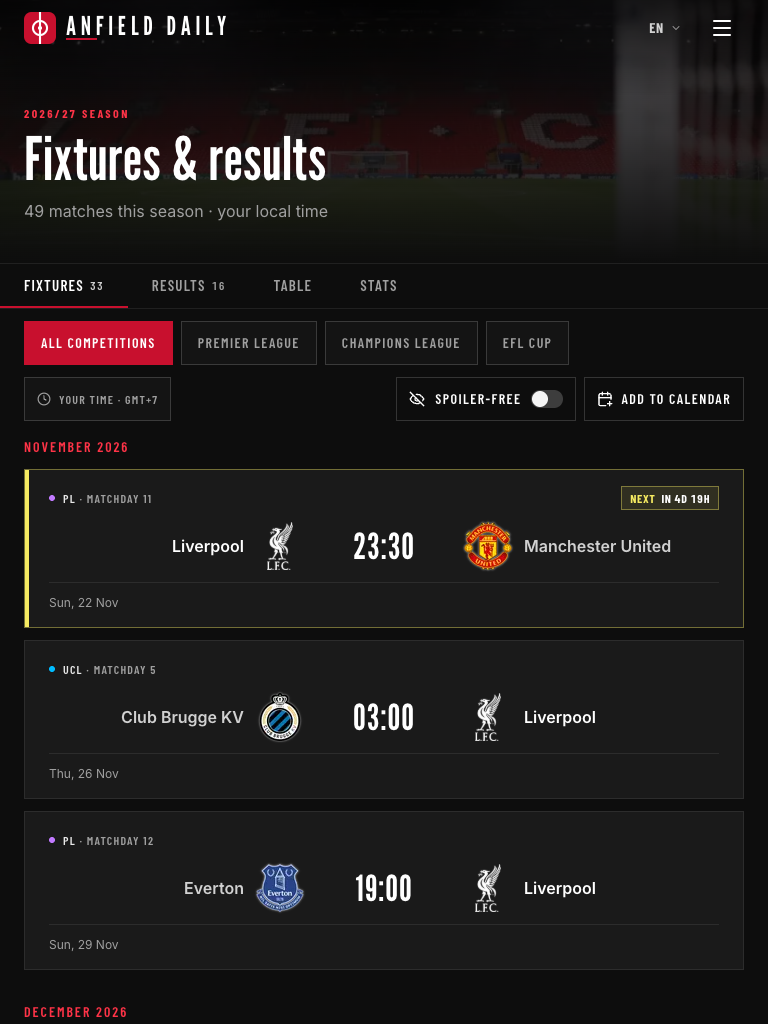 ANFIELD DAILY
EN
2026/27 SEASON
Fixtures & results
49 matches this season · your local time
FIXTURES 33
RESULTS 16
TABLE
STATS
ALL COMPETITIONS
PREMIER LEAGUE
CHAMPIONS LEAGUE
EFL CUP
YOUR TIME · GMT+7
SPOILER-FREE
ADD TO CALENDAR
NOVEMBER 2026
PL · MATCHDAY 11
NEXT IN 4D 19H
Liverpool
L.F.C.
23:30
MANCHESTER
UNITED
Manchester United
Sun, 22 Nov
UCL · MATCHDAY 5
Club Brugge KV
03:00
L.F.C.
Liverpool
Thu, 26 Nov
PL · MATCHDAY 12
Everton
Everton
19:00
L.F.C.
Liverpool
Sun, 29 Nov
DECEMBER 2026